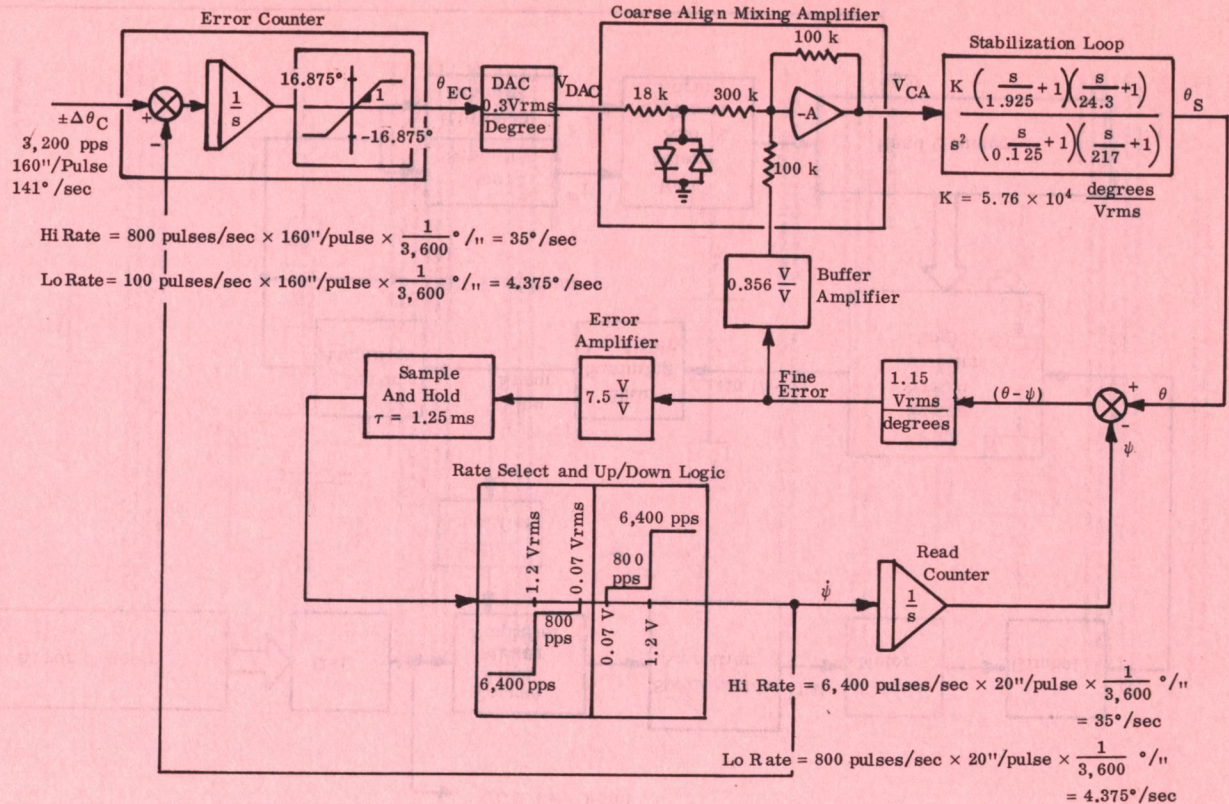 Error Counter
Coarse Align Mixing Amplifier
Stabilization Loop
±Δθ_C
3,200 pps
160"/Pulse
141°/sec
+
−
1/s
16.875°
1
-16.875°
θ_EC
DAC
0.3Vrms
Degree
V_DAC
18 k
300 k
100 k
-A
100 k
V_CA
K (s/1.925 + 1)(s/24.3 +1)
s² (s/0.125 + 1)(s/217 +1)
K = 5.76 × 10⁴ degrees/Vrms
θ_S
Hi Rate = 800 pulses/sec × 160"/pulse × 1/3,600 °/" = 35°/sec
Lo Rate = 100 pulses/sec × 160"/pulse × 1/3,600 °/" = 4.375°/sec
0.356 V/V
Buffer
Amplifier
Error
Amplifier
Sample
And Hold
τ = 1.25 ms
7.5 V/V
Fine
Error
1.15
Vrms
degrees
(θ-ψ)
+
−
θ
ψ
Rate Select and Up/Down Logic
1.2 Vrms
0.07 Vrms
6,400 pps
800
pps
800
pps
6,400 pps
0.07 V
1.2 V
ψ̇
Read
Counter
1/s
Hi Rate = 6,400 pulses/sec × 20"/pulse × 1/3,600 °/"
= 35°/sec
Lo Rate = 800 pulses/sec × 20"/pulse × 1/3,600 °/"
= 4.375°/sec